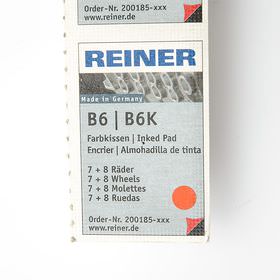 Order-Nr. 200185-xxx
www.reiner.de
REINER
Made in Germany
B6 | B6K
Farbkissen | Inked Pad
Encrier | Almohadilla de tinta
7 + 8 Räder
7 + 8 Wheels
7 + 8 Molettes
7 + 8 Ruedas
Order-Nr. 200185-xxx
www.reiner.de